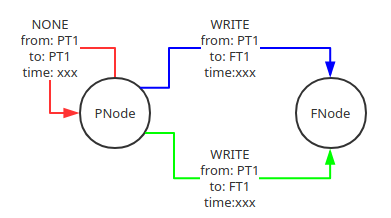 NONE
from: PT1
to: PT1
time: xxx
WRITE
from: PT1
to: FT1
time:xxx
PNode
FNode
WRITE
from: PT1
to: FT1
time:xxx